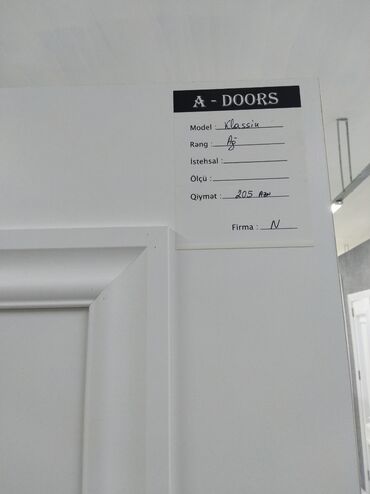 A - DOORS
Model : Klassik
Rəng : Ağ
İstehsal :
Ölçü :
Qiymət : 205 Azn
Firma : N